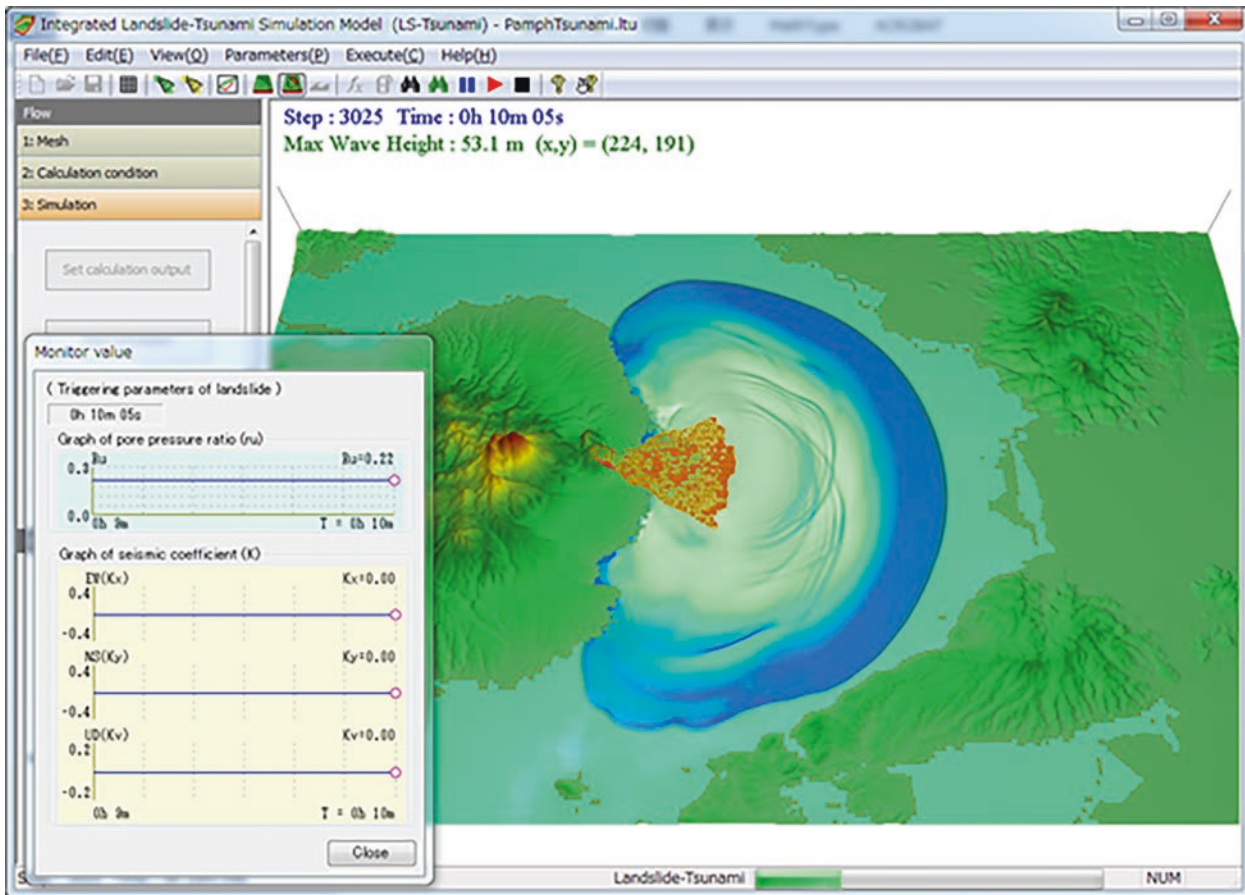 Integrated Landslide-Tsunami Simulation Model (LS-Tsunami) - PamphTsunami.ltu
File(F) Edit(E) View(O) Parameters(P) Execute(C) Help(H)
Flow
1: Mesh
2: Calculation condition
3: Simulation
Set calculation output
Step : 3025 Time : 0h 10m 05s
Max Wave Height : 53.1 m (x,y) = (224, 191)
Monitor value
( Triggering parameters of landslide )
0h 10m 05s
Graph of pore pressure ratio (ru)
Ru Ru=0.22
0.3
0.0
0h 9m T = 0h 10m
Graph of seismic coefficient (K)
EW(Kx) Kx=0.00
0.4
-0.4
NS(Ky) Ky=0.00
0.4
-0.4
UD(Kv) Kv=0.00
0.2
-0.2
0h 9m T = 0h 10m
Close
Landslide-Tsunami NUM